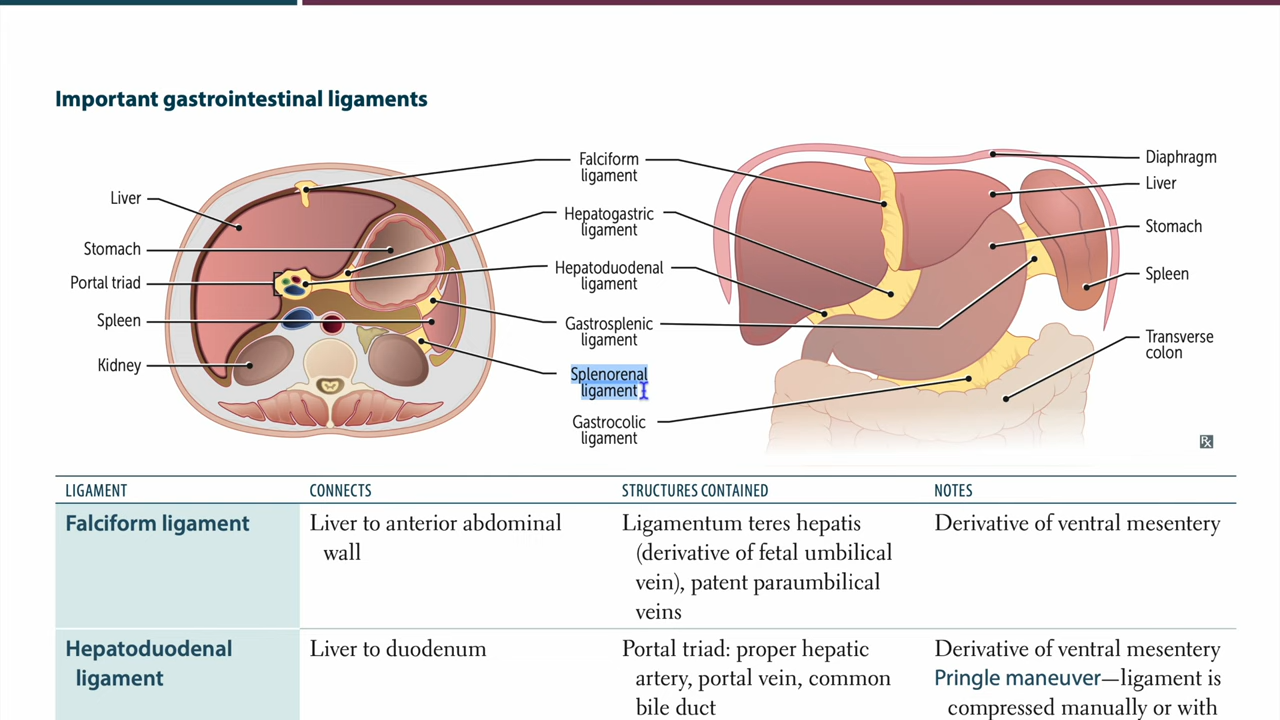 Important gastrointestinal ligaments
Liver
Stomach
Portal triad
Spleen
Kidney
Falciform
ligament
Hepatogastric
ligament
Hepatoduodenal
ligament
Gastrosplenic
ligament
Splenorenal
ligament
Gastrocolic
ligament
Diaphragm
Liver
Stomach
Spleen
Transverse
colon
Rx
LIGAMENT CONNECTS STRUCTURES CONTAINED NOTES
Falciform ligament Liver to anterior abdominal Ligamentum teres hepatis Derivative of ventral mesentery
wall (derivative of fetal umbilical
vein), patent paraumbilical
veins
Hepatoduodenal Liver to duodenum Portal triad: proper hepatic Derivative of ventral mesentery
ligament artery, portal vein, common Pringle maneuver—ligament is
bile duct compressed manually or with